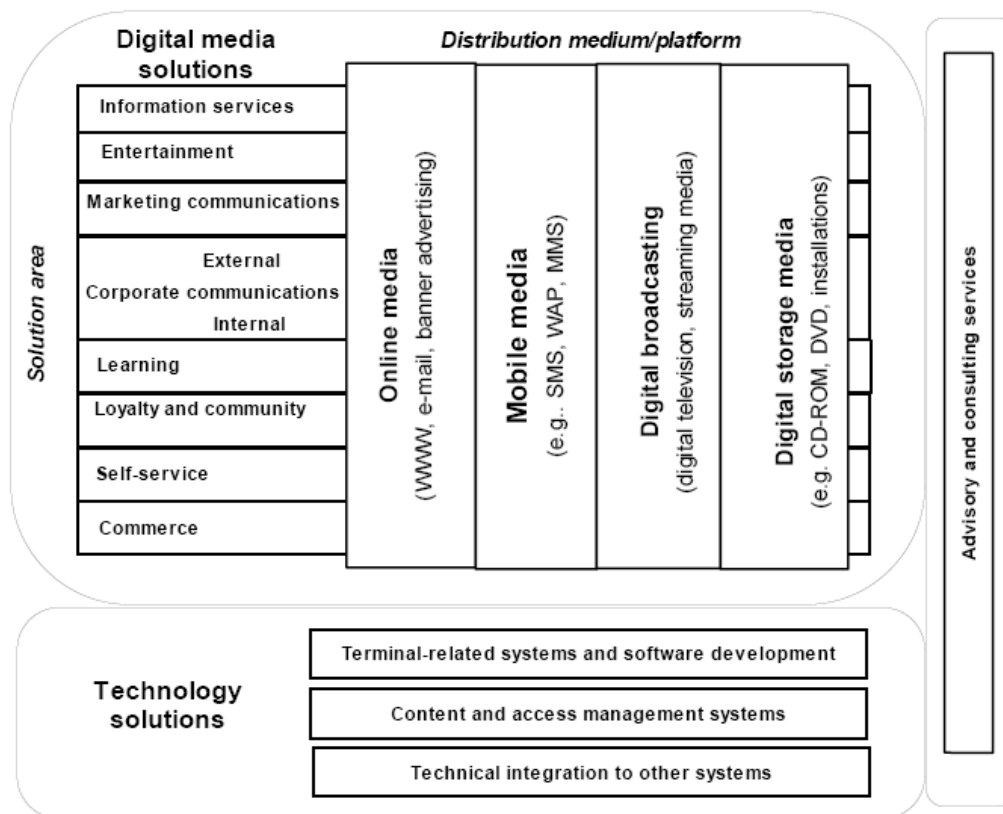 Digital media
solutions
Distribution medium/platform
Solution area
Information services
Entertainment
Marketing communications
External
Corporate communications
Internal
Learning
Loyalty and community
Self-service
Commerce
Online media
(WWW, e-mail, banner advertising)
Mobile media
(e.g.. SMS, WAP, MMS)
Digital broadcasting
(digital television, streaming media)
Digital storage media
(e.g. CD-ROM, DVD, installations)
Advisory and consulting services
Technology
solutions
Terminal-related systems and software development
Content and access management systems
Technical integration to other systems